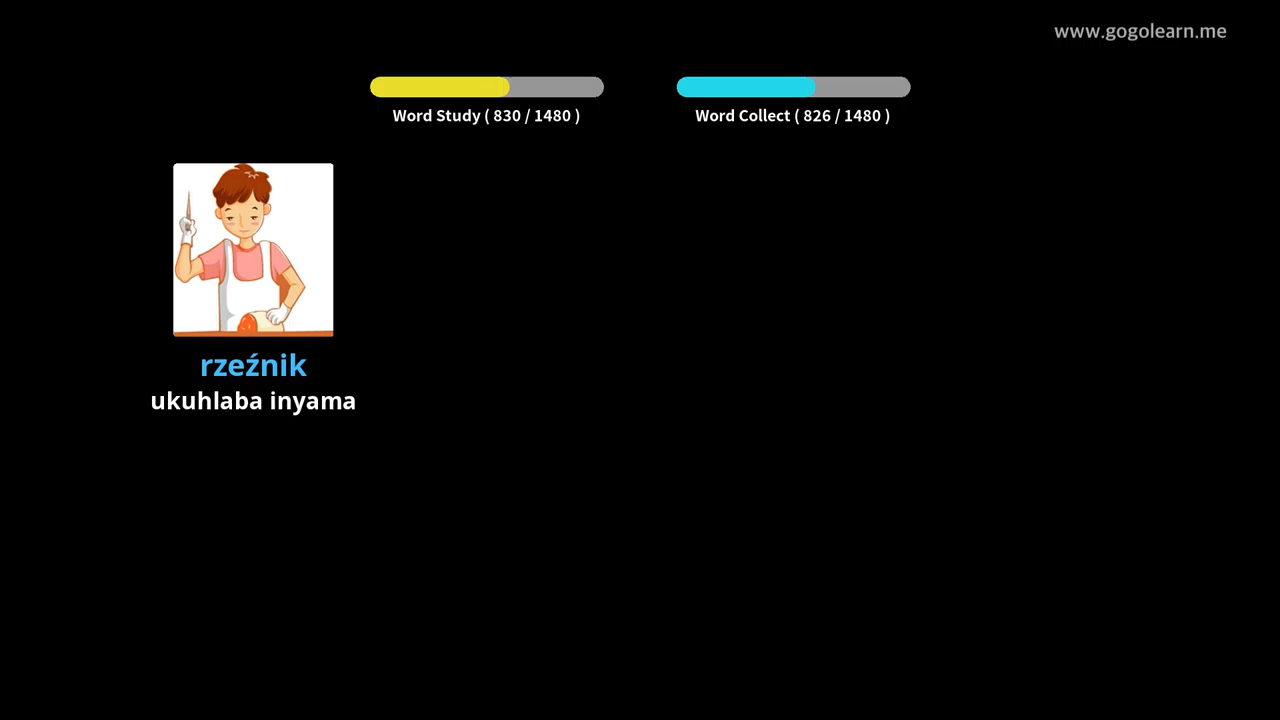 www.gogolearn.me
Word Study ( 830 / 1480 )
Word Collect ( 826 / 1480 )
rzeźnik
ukuhlaba inyama